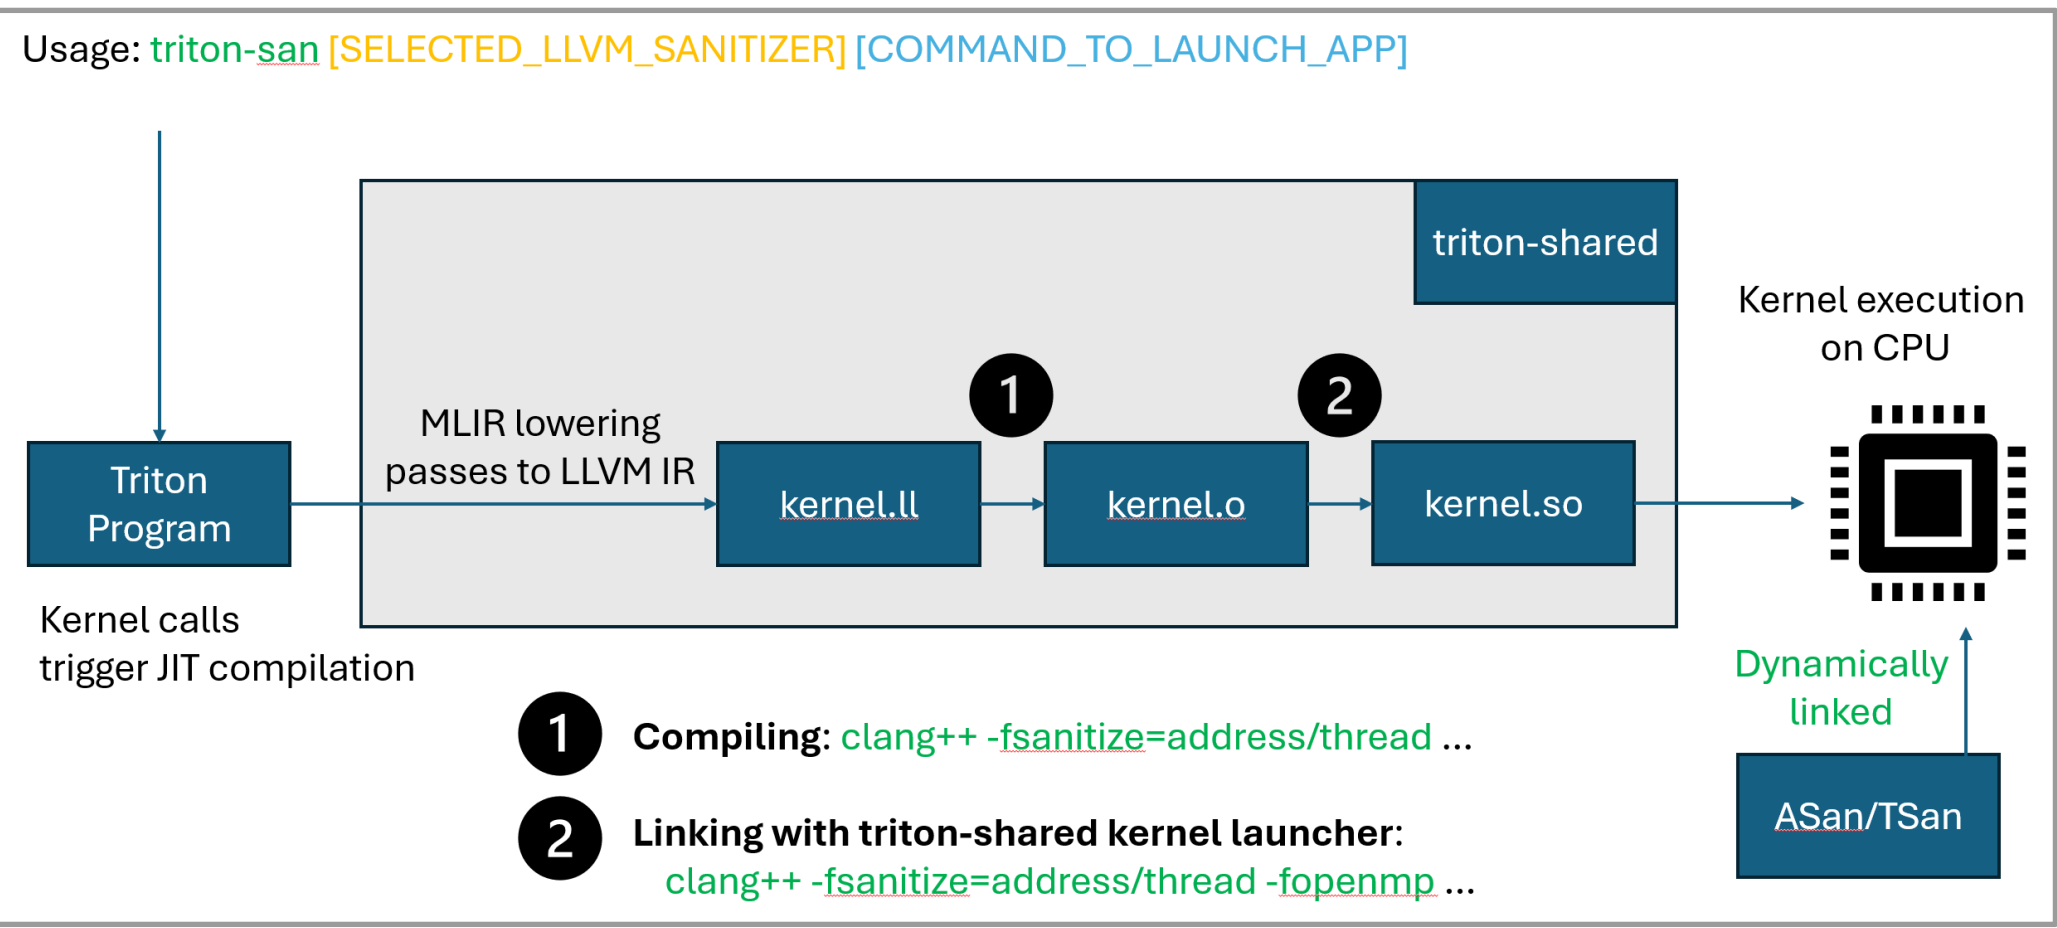 Usage: triton-san [SELECTED_LLVM_SANITIZER] [COMMAND_TO_LAUNCH_APP]
triton-shared
Kernel execution
on CPU
MLIR lowering
passes to LLVM IR
1
2
Triton
Program
kernel.ll
kernel.o
kernel.so
Kernel calls
trigger JIT compilation
Dynamically
linked
ASan/TSan
1
Compiling: clang++ -fsanitize=address/thread ...
2
Linking with triton-shared kernel launcher:
clang++ -fsanitize=address/thread -fopenmp ...